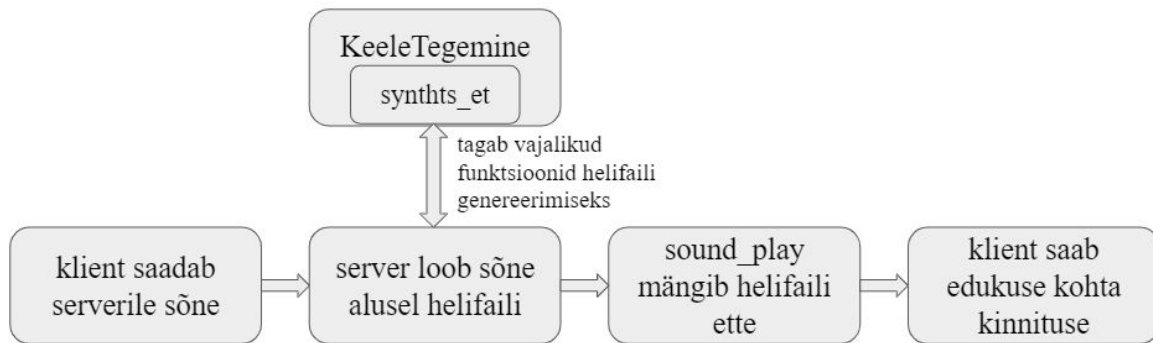 KeeleTegemine
synthts_et
tagab vajalikud
funktsioonid helifaili
genereerimiseks
klient saadab
serverile sõne
server loob sõne
alusel helifaili
sound_play
mängib helifaili
ette
klient saab
edukuse kohta
kinnituse